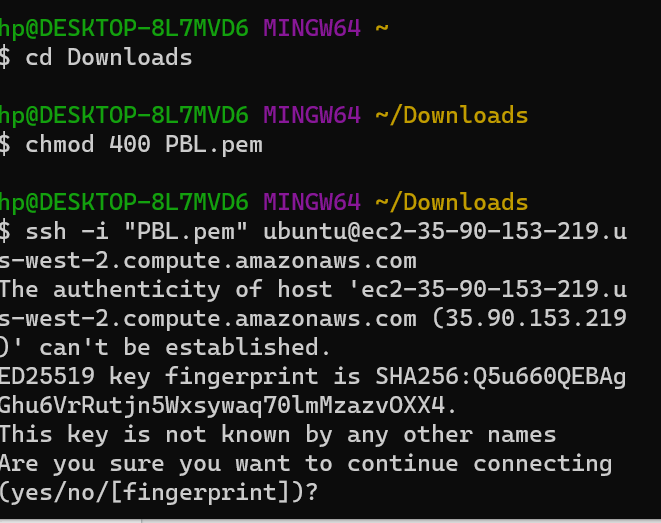 hp@DESKTOP-8L7MVD6 MINGW64 ~
$ cd Downloads
hp@DESKTOP-8L7MVD6 MINGW64 ~/Downloads
$ chmod 400 PBL.pem
hp@DESKTOP-8L7MVD6 MINGW64 ~/Downloads
$ ssh -i "PBL.pem" ubuntu@ec2-35-90-153-219.u
s-west-2.compute.amazonaws.com
The authenticity of host 'ec2-35-90-153-219.u
s-west-2.compute.amazonaws.com (35.90.153.219
)' can't be established.
ED25519 key fingerprint is SHA256:Q5u660QEBAg
Ghu6VrRutjn5Wxsywaq70lmMzazvOXX4.
This key is not known by any other names
Are you sure you want to continue connecting
(yes/no/[fingerprint])?